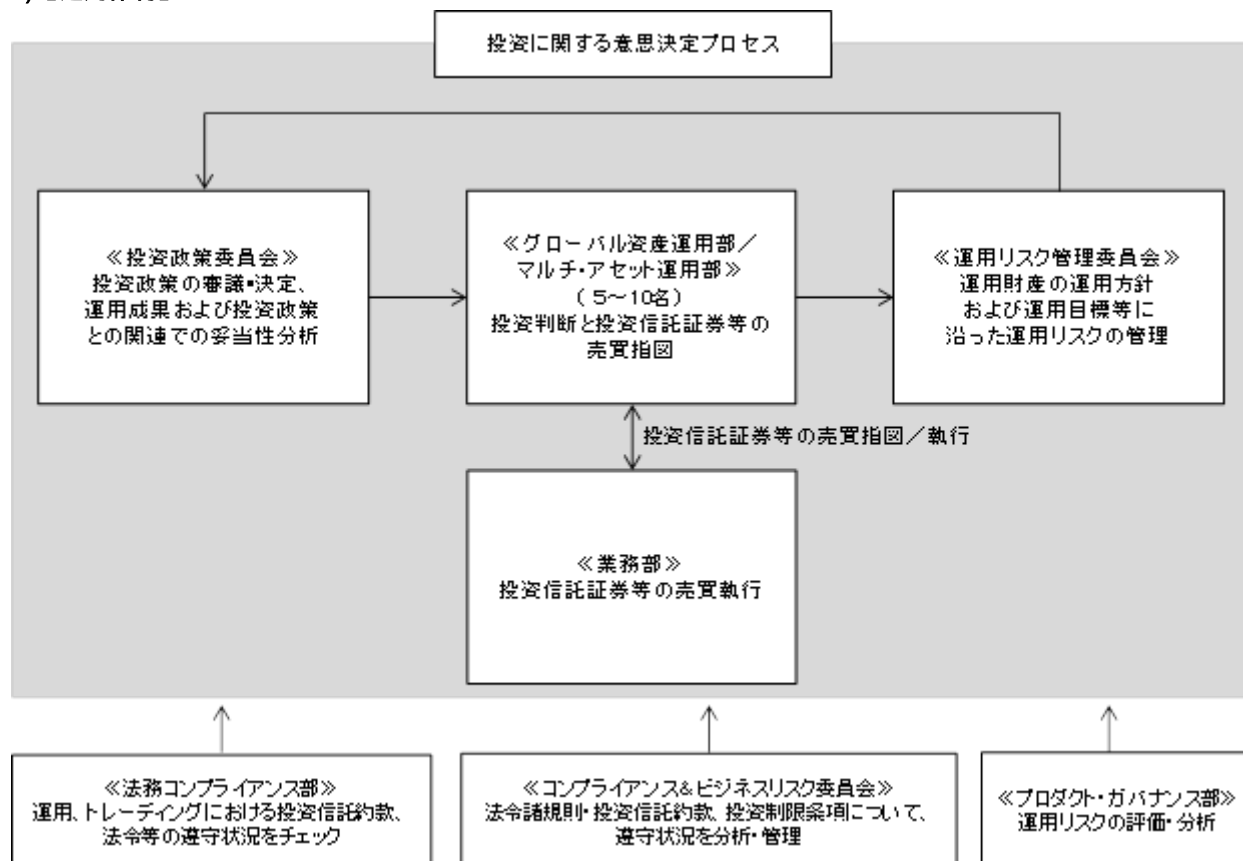 投資に関する意思決定プロセス
≪投資政策委員会≫
投資政策の審議・決定、
運用成果および投資政策
との関連での妥当性分析
≪グローバル資産運用部／
マルチ・アセット運用部≫
(５～10名)
投資判断と投資信託証券等の
売買指図
≪運用リスク管理委員会≫
運用財産の運用方針
および運用目標等に
沿った運用リスクの管理
投資信託証券等の売買指図／執行
≪業務部≫
投資信託証券等の売買執行
≪法務コンプライアンス部≫
運用、トレーディングにおける投資信託約款、
法令等の遵守状況をチェック
≪コンプライアンス&ビジネスリスク委員会≫
法令諸規則・投資信託約款、投資制限条項について、
遵守状況を分析・管理
≪プロダクト・ガバナンス部≫
運用リスクの評価・分析